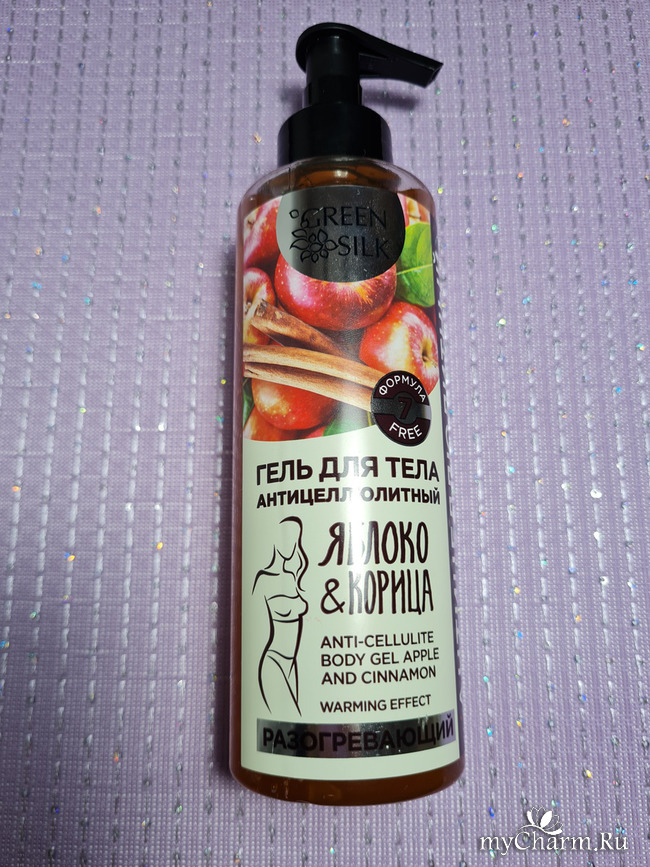 GREEN
SILK
ФОРМУЛА
7
FREE
ГЕЛЬ ДЛЯ ТЕЛА
АНТИЦЕЛЛЮЛИТНЫЙ
ЯБЛОКО
&КОРИЦА
ANTI-CELLULITE
BODY GEL APPLE
AND CINNAMON
WARMING EFFECT
РАЗОГРЕВАЮЩИЙ
myCharm.Ru